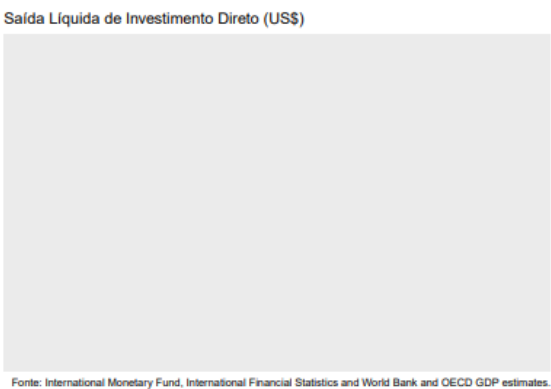 Saída Líquida de Investimento Direto (US$)
Fonte: International Monetary Fund, International Financial Statistics and World Bank and OECD GDP estimates.